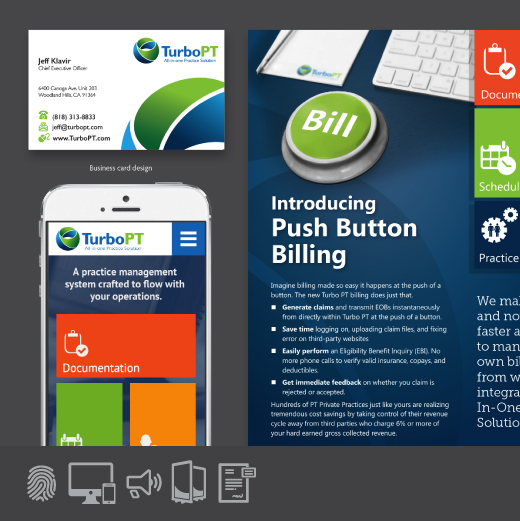 Jeff Klavir
Chief Executive Officer
TurboPT
All-in-one Practice Solution
6400 Canoga Ave, Unit 203
Woodland Hills, CA 91364
(818) 313-8833
jeff@turbopt.com
www.TurboPT.com
Business card design
TurboPT
All in one Practice Solution
A practice management
system crafted to flow with
your operations.
Documentation
TurboPT
Bill
Introducing
Push Button
Billing
Imagine billing made so easy it happens at the push of a
button. The new Turbo PT billing does just that.
■ Generate claims and transmit EOBs instantaneously
from directly within Turbo PT at the push of a button.
■ Save time logging on, uploading claim files, and fixing
error on third-party websites
■ Easily perform an Eligibility Benefit Inquiry (EBI). No
more phone calls to verify valid insurance, copays, and
deductibles.
■ Get immediate feedback on whether you claim is
rejected or accepted.
Hundreds of PT Private Practices just like yours are realizing
tremendous cost savings by taking control of their revenue
cycle away from third parties who charge 6% or more of
your hard earned gross collected revenue.
Docume
Schedul
Practice
We mal
and no
faster a
to man
own bil
from w
integra
In-One
Solutio